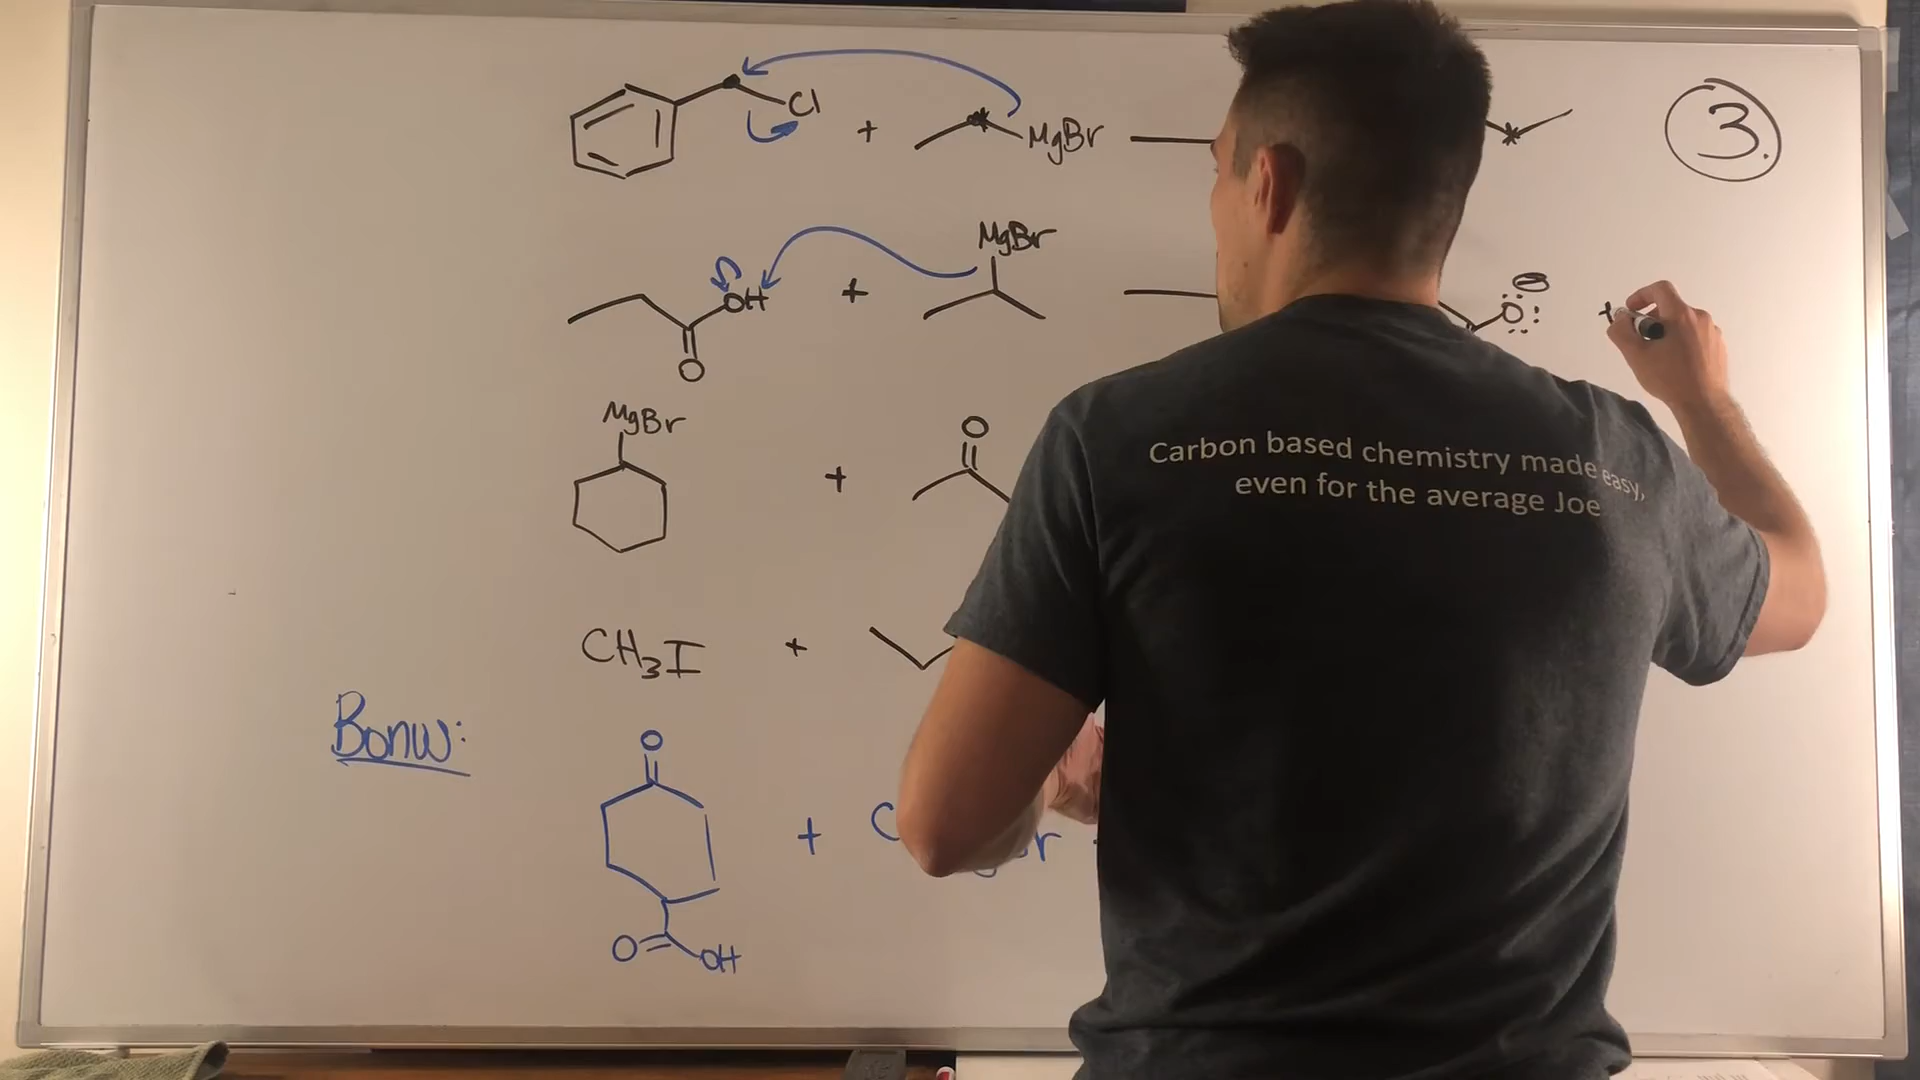 Cl + MgBr 3.
MgBr
OH + O ⊖ +
O
MgBr O
+
Carbon based chemistry made easy,
even for the average Joe
CH3I +
Bonus:
O
+ C r
O OH